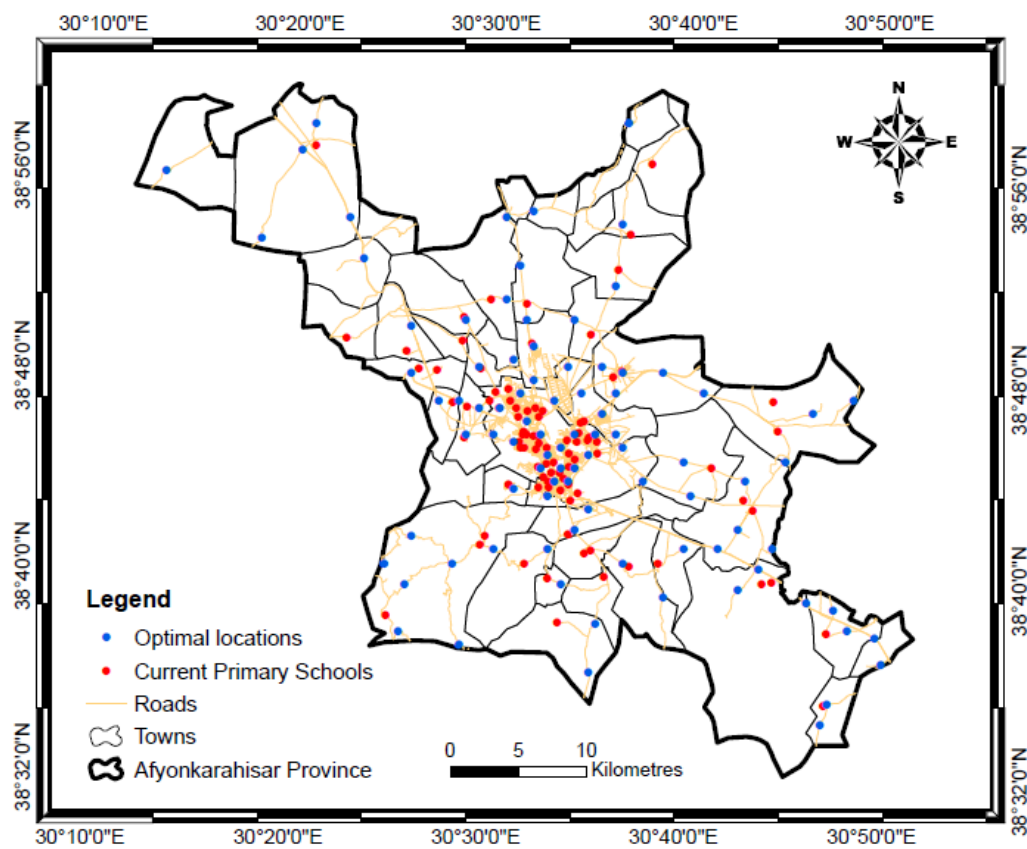 30°10'0"E 30°20'0"E 30°30'0"E 30°40'0"E 30°50'0"E
N
W E
S
38°56'0"N 38°56'0"N
38°48'0"N 38°48'0"N
38°40'0"N 38°40'0"N
38°32'0"N 38°32'0"N
Legend
Optimal locations
Current Primary Schools
Roads
Towns
Afyonkarahisar Province
0 5 10
Kilometres
30°10'0"E 30°20'0"E 30°30'0"E 30°40'0"E 30°50'0"E